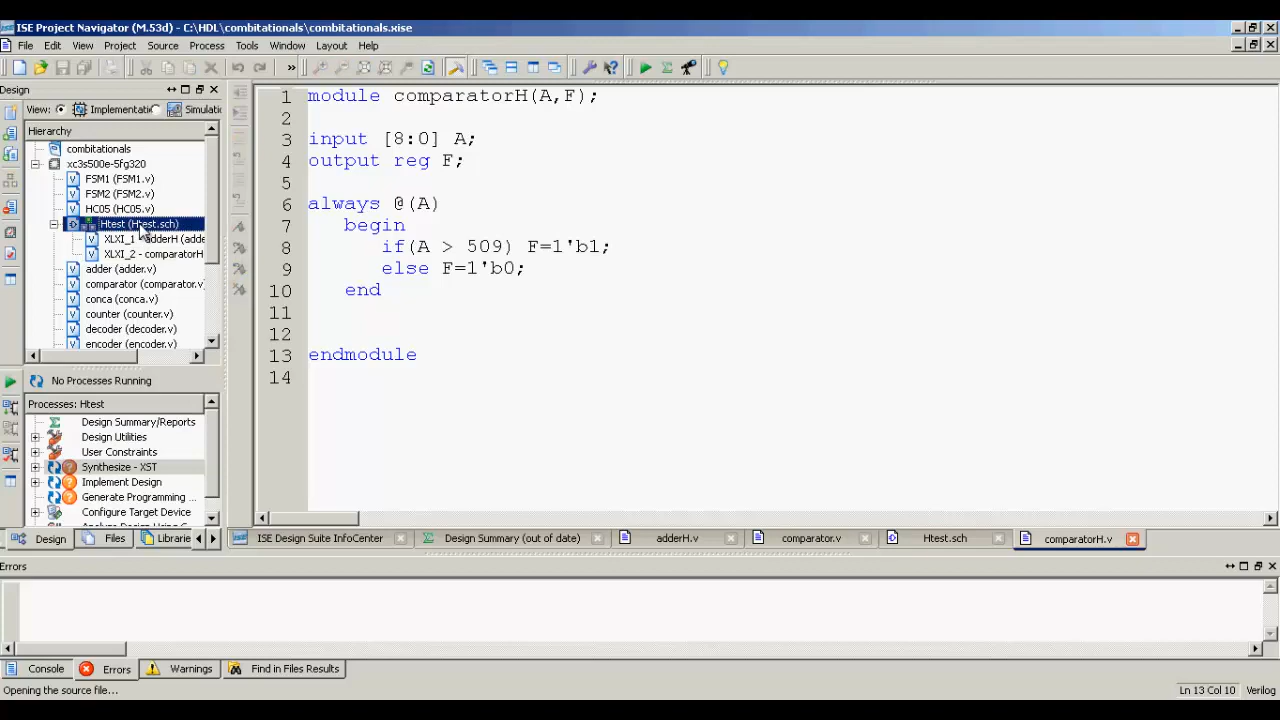 ISE Project Navigator (M.53d) - C:\HDL\combitationals\combitationals.xise
File Edit View Project Source Process Tools Window Layout Help
»
Design
View: Implementatic Simulati
Hierarchy
combitationals
xc3s500e-5fg320
FSM1 (FSM1.v)
FSM2 (FSM2.v)
HC05 (HC05.v)
Htest (Htest.sch)
XLXI_1 - adderH (adde
XLXI_2 - comparatorH
adder (adder.v)
comparator (comparator.v)
conca (conca.v)
counter (counter.v)
decoder (decoder.v)
encoder (encoder.v)
No Processes Running
Processes: Htest
Design Summary/Reports
Design Utilities
User Constraints
Synthesize - XST
Implement Design
Generate Programming ...
Configure Target Device
Design Files Librarie
1 module comparatorH(A,F);
2
3 input [8:0] A;
4 output reg F;
5
6 always @(A)
7 begin
8 if(A > 509) F=1'b1;
9 else F=1'b0;
10 end
11
12
13 endmodule
14
ISE Design Suite InfoCenter Design Summary (out of date) adderH.v comparator.v Htest.sch comparatorH.v
Errors
Console Errors Warnings Find in Files Results
Opening the source file... Ln 13 Col 10 Verilog